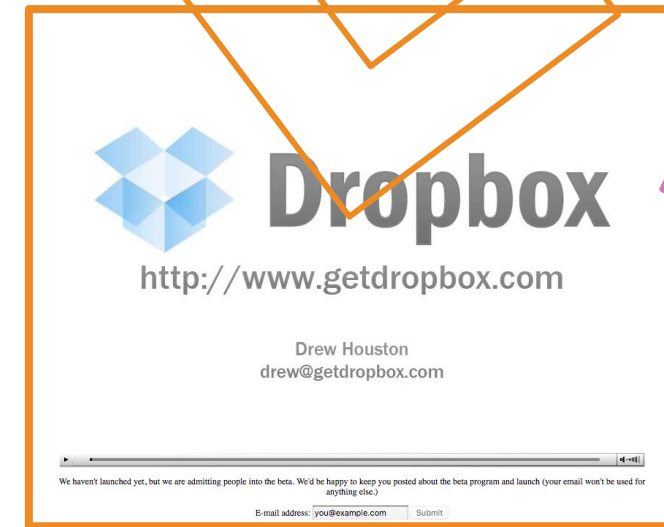 Dropbox
http://www.getdropbox.com
Drew Houston
drew@getdropbox.com
We haven't launched yet, but we are admitting people into the beta. We'd be happy to keep you posted about the beta program and launch (your email won't be used for
anything else.)
E-mail address: you@example.com Submit